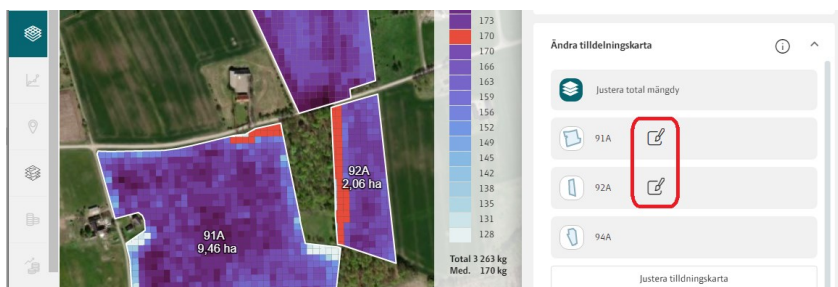 173
170
170
166
163
159
156
152
149
145
142
138
135
131
128
Total 3 263 kg
Med. 170 kg
92A
2,06 ha
91A
9,46 ha
Ändra tilldelningskarta
Justera total mängdy
91A
92A
94A
Justera tilldningskarta